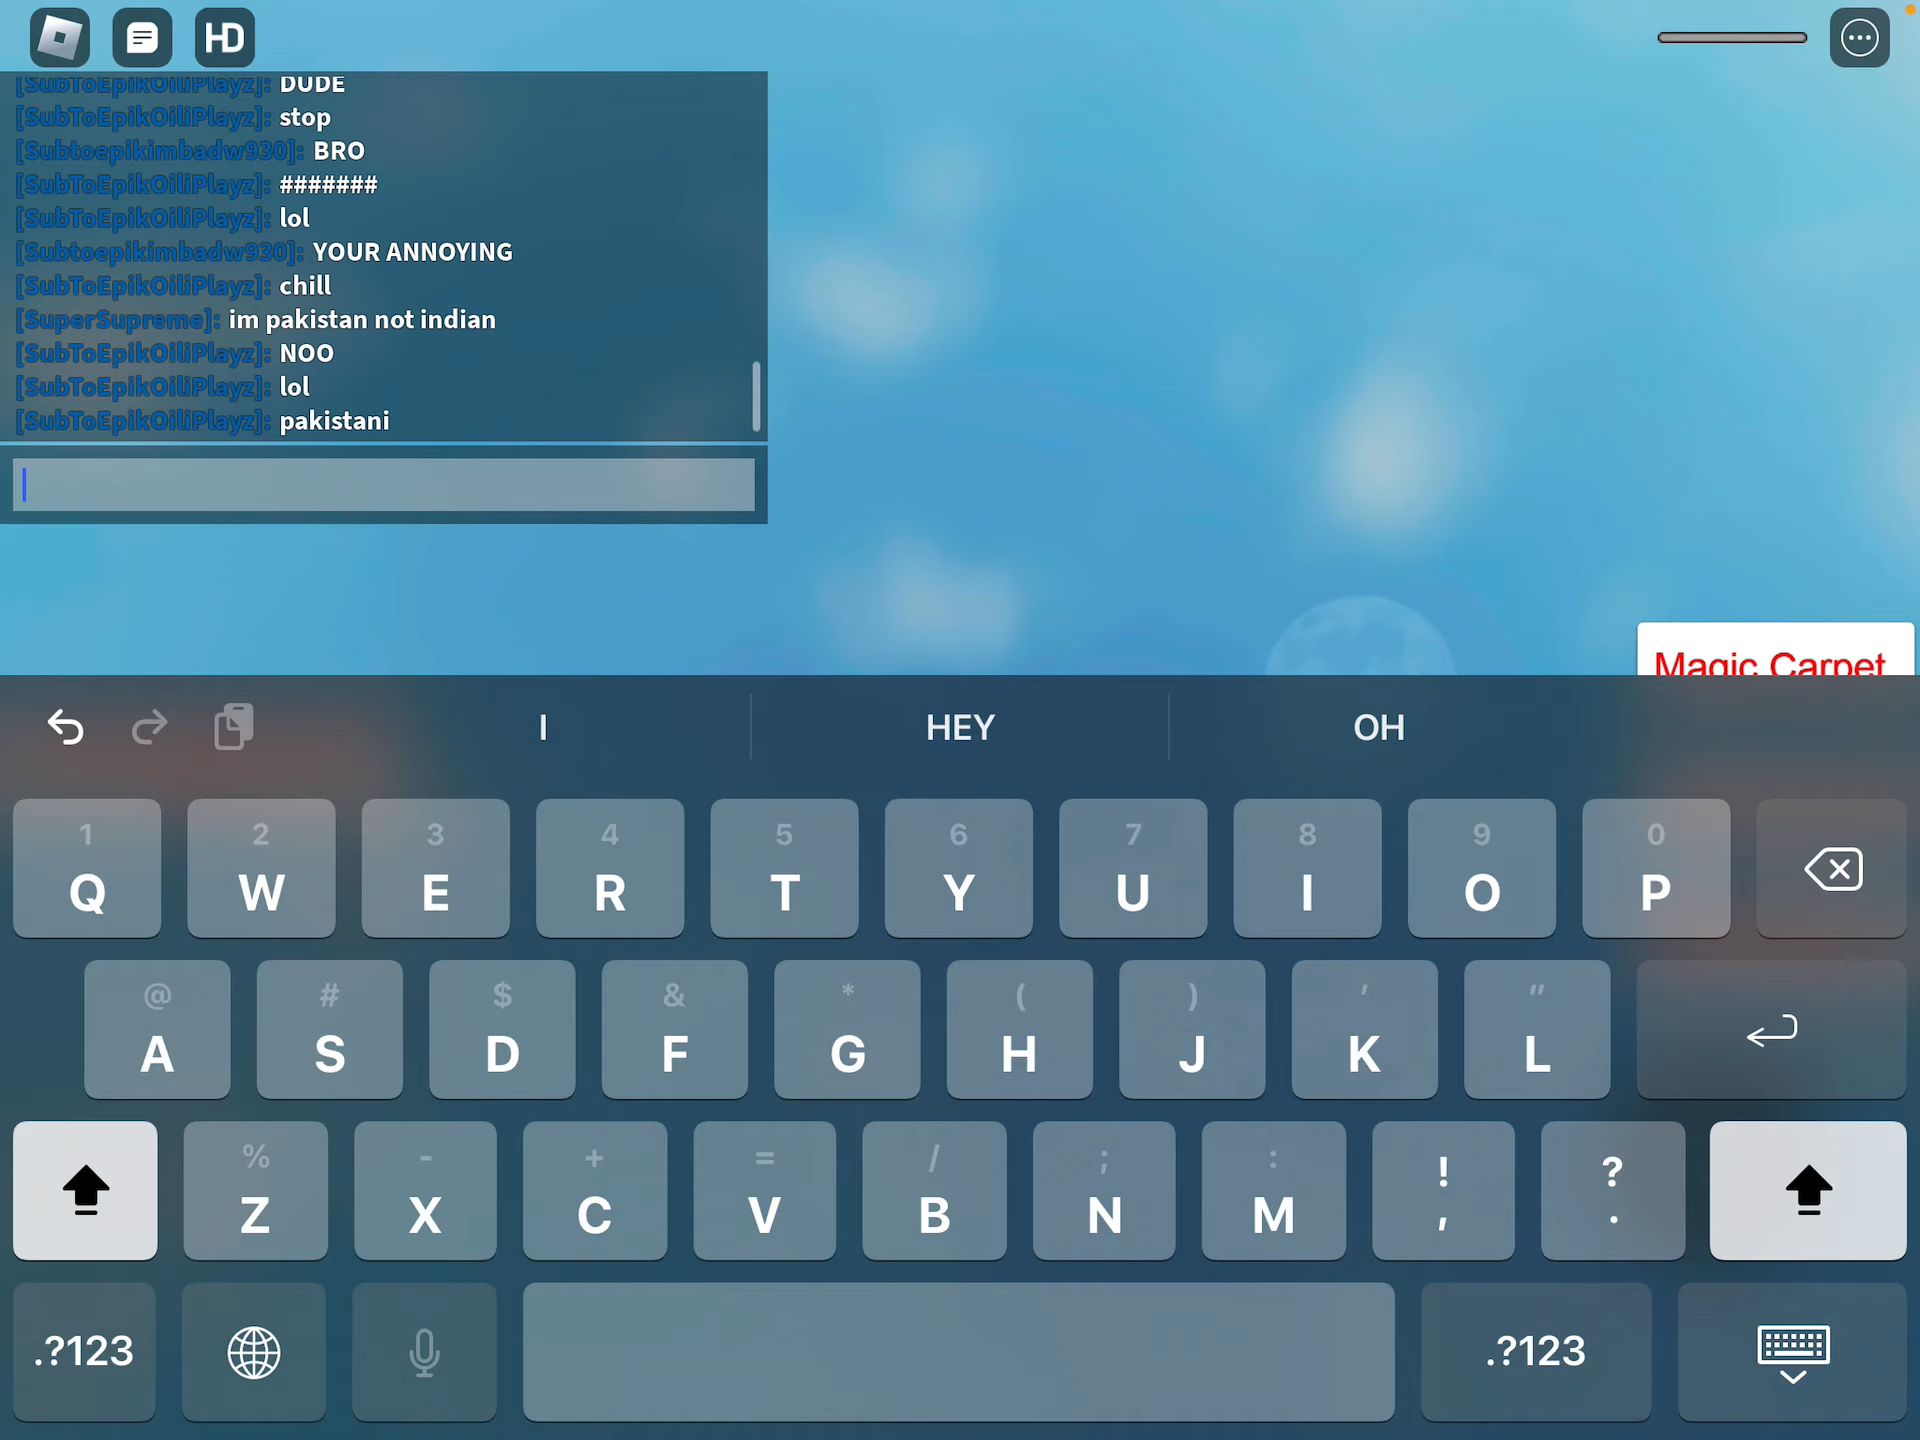 HD
[SubToEpikOiliPlayz]: DUDE
[SubToEpikOiliPlayz]: stop
[Subtoepikimbadw930]: BRO
[SubToEpikOiliPlayz]: #######
[SubToEpikOiliPlayz]: lol
[Subtoepikimbadw930]: YOUR ANNOYING
[SubToEpikOiliPlayz]: chill
[SuperSupreme]: im pakistan not indian
[SubToEpikOiliPlayz]: NOO
[SubToEpikOiliPlayz]: lol
[SubToEpikOiliPlayz]: pakistani
Magic Carpet
I HEY OH
1 2 3 4 5 6 7 8 9 0
Q W E R T Y U I O P
@ # $ & * ( ) ' "
A S D F G H J K L
% - + = / ; : ! ?
Z X C V B N M , .
.?123 .?123